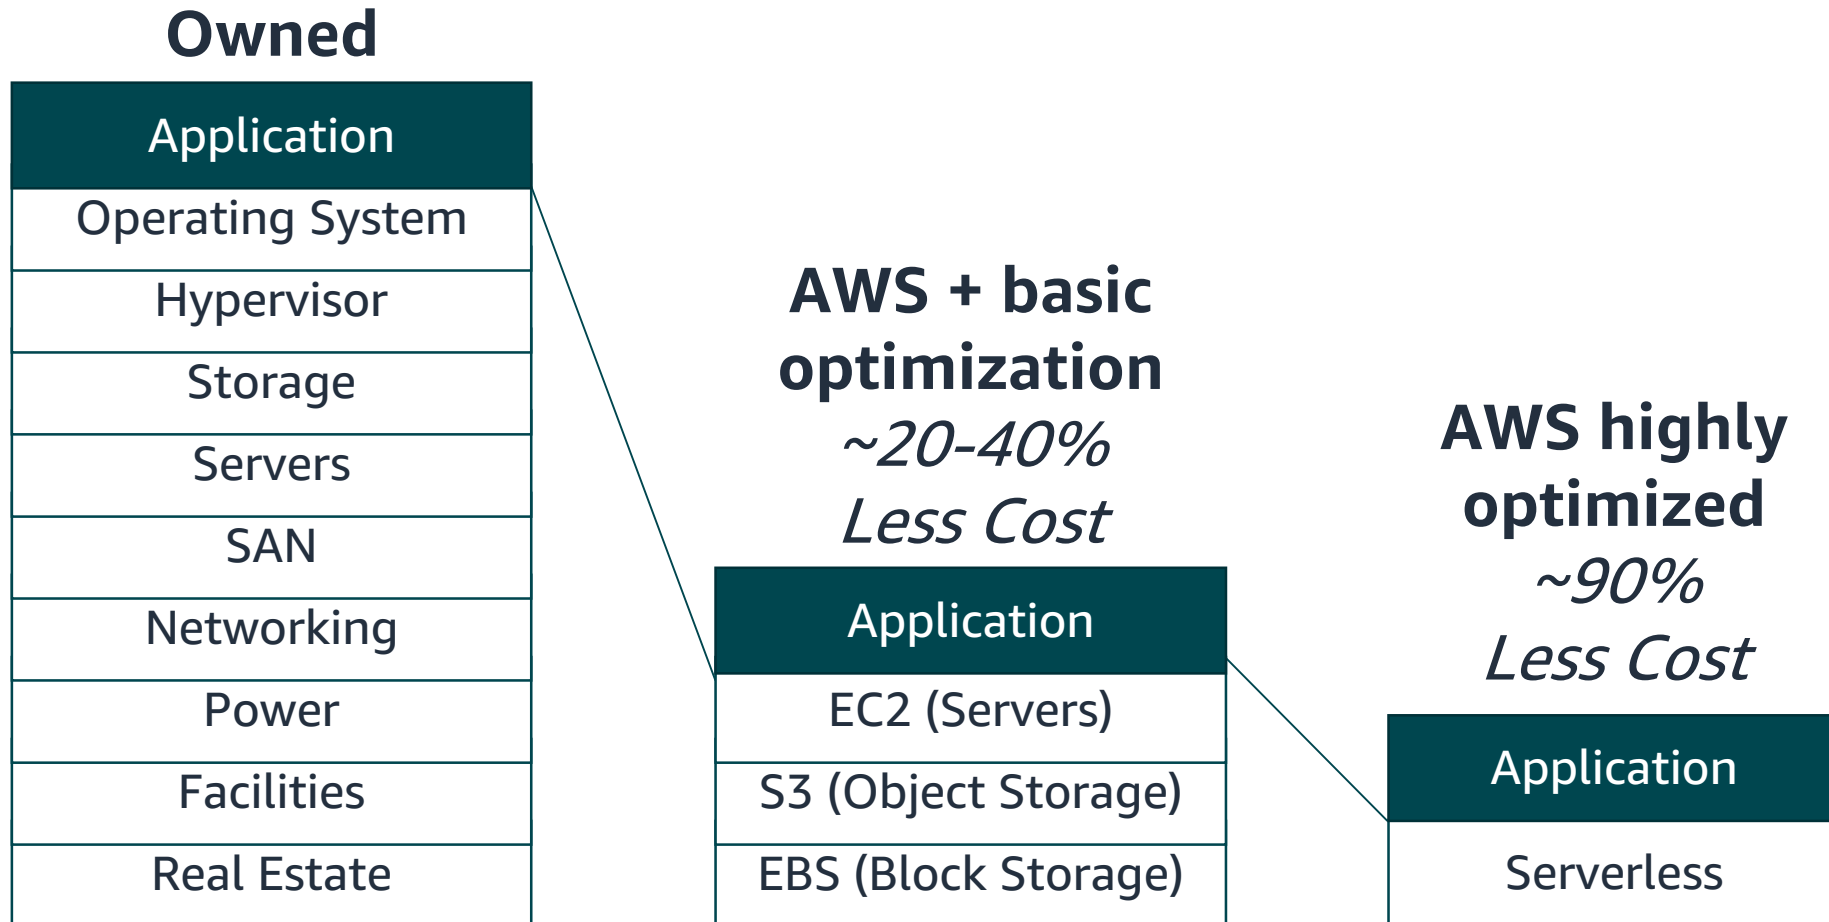 Owned
Application
Operating System
Hypervisor
Storage
Servers
SAN
Networking
Power
Facilities
Real Estate
AWS + basic
optimization
~20-40%
Less Cost
Application
EC2 (Servers)
S3 (Object Storage)
EBS (Block Storage)
AWS highly
optimized
~90%
Less Cost
Application
Serverless